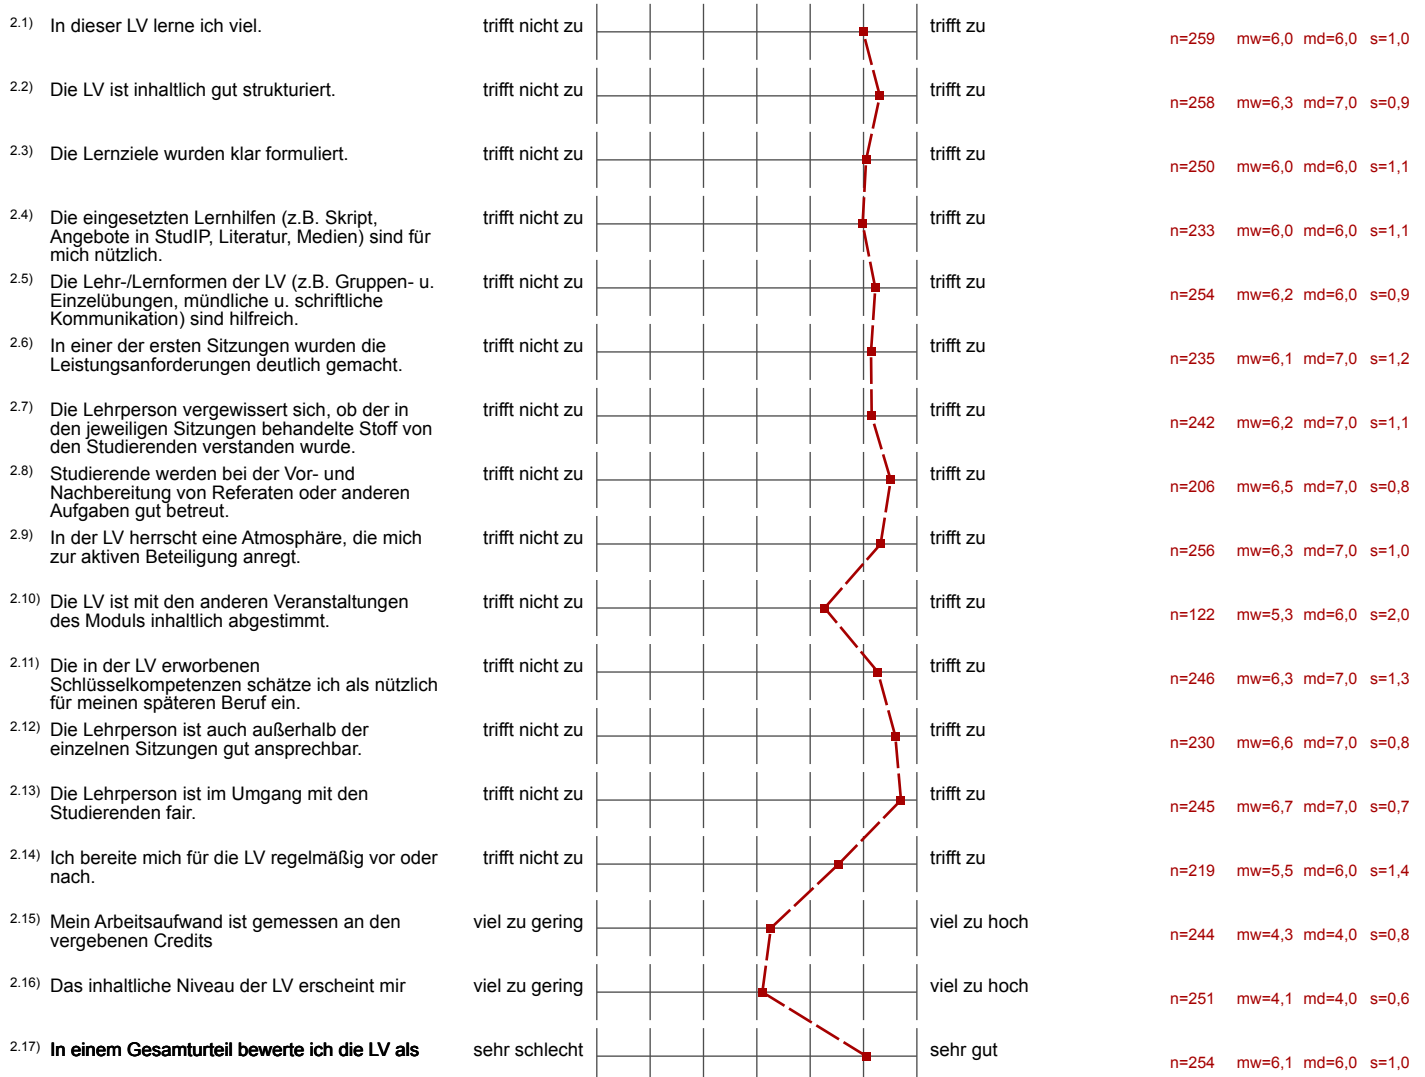 2.1) In dieser LV lerne ich viel. trifft nicht zu trifft zu n=259 mw=6,0 md=6,0 s=1,0
2.2) Die LV ist inhaltlich gut strukturiert. trifft nicht zu trifft zu n=258 mw=6,3 md=7,0 s=0,9
2.3) Die Lernziele wurden klar formuliert. trifft nicht zu trifft zu n=250 mw=6,0 md=6,0 s=1,1
2.4) Die eingesetzten Lernhilfen (z.B. Skript, trifft nicht zu trifft zu
Angebote in StudIP, Literatur, Medien) sind für n=233 mw=6,0 md=6,0 s=1,1
mich nützlich.
2.5) Die Lehr-/Lernformen der LV (z.B. Gruppen- u. trifft nicht zu trifft zu
Einzelübungen, mündliche u. schriftliche n=254 mw=6,2 md=6,0 s=0,9
Kommunikation) sind hilfreich.
2.6) In einer der ersten Sitzungen wurden die trifft nicht zu trifft zu
Leistungsanforderungen deutlich gemacht. n=235 mw=6,1 md=7,0 s=1,2
2.7) Die Lehrperson vergewissert sich, ob der in trifft nicht zu trifft zu
den jeweiligen Sitzungen behandelte Stoff von n=242 mw=6,2 md=7,0 s=1,1
den Studierenden verstanden wurde.
2.8) Studierende werden bei der Vor- und trifft nicht zu trifft zu
Nachbereitung von Referaten oder anderen n=206 mw=6,5 md=7,0 s=0,8
Aufgaben gut betreut.
2.9) In der LV herrscht eine Atmosphäre, die mich trifft nicht zu trifft zu
zur aktiven Beteiligung anregt. n=256 mw=6,3 md=7,0 s=1,0
2.10) Die LV ist mit den anderen Veranstaltungen trifft nicht zu trifft zu
des Moduls inhaltlich abgestimmt. n=122 mw=5,3 md=6,0 s=2,0
2.11) Die in der LV erworbenen trifft nicht zu trifft zu
Schlüsselkompetenzen schätze ich als nützlich n=246 mw=6,3 md=7,0 s=1,3
für meinen späteren Beruf ein.
2.12) Die Lehrperson ist auch außerhalb der trifft nicht zu trifft zu
einzelnen Sitzungen gut ansprechbar. n=230 mw=6,6 md=7,0 s=0,8
2.13) Die Lehrperson ist im Umgang mit den trifft nicht zu trifft zu
Studierenden fair. n=245 mw=6,7 md=7,0 s=0,7
2.14) Ich bereite mich für die LV regelmäßig vor oder trifft nicht zu trifft zu
nach. n=219 mw=5,5 md=6,0 s=1,4
2.15) Mein Arbeitsaufwand ist gemessen an den viel zu gering viel zu hoch
vergebenen Credits n=244 mw=4,3 md=4,0 s=0,8
2.16) Das inhaltliche Niveau der LV erscheint mir viel zu gering viel zu hoch n=251 mw=4,1 md=4,0 s=0,6
2.17) In einem Gesamturteil bewerte ich die LV als sehr schlecht sehr gut n=254 mw=6,1 md=6,0 s=1,0